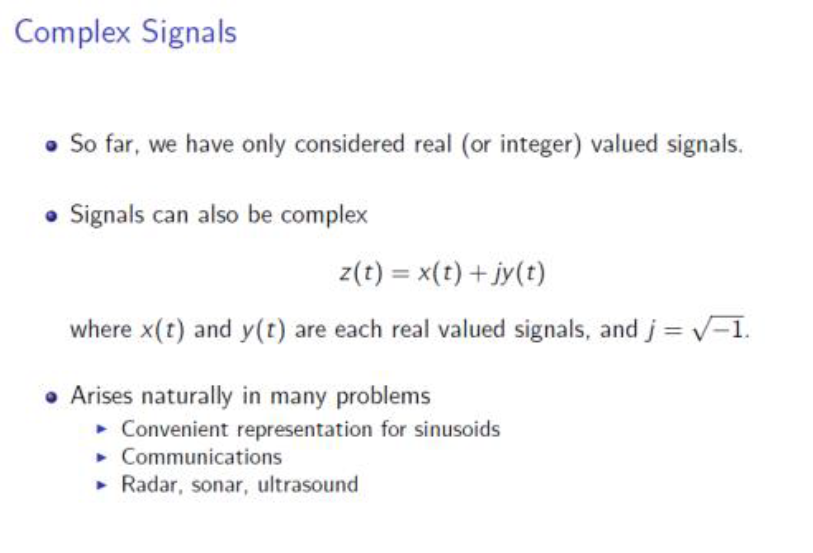 Complex Signals
So far, we have only considered real (or integer) valued signals.
Signals can also be complex
z(t) = x(t) + jy(t)
where x(t) and y(t) are each real valued signals, and j = √−1.
Arises naturally in many problems
Convenient representation for sinusoids
Communications
Radar, sonar, ultrasound